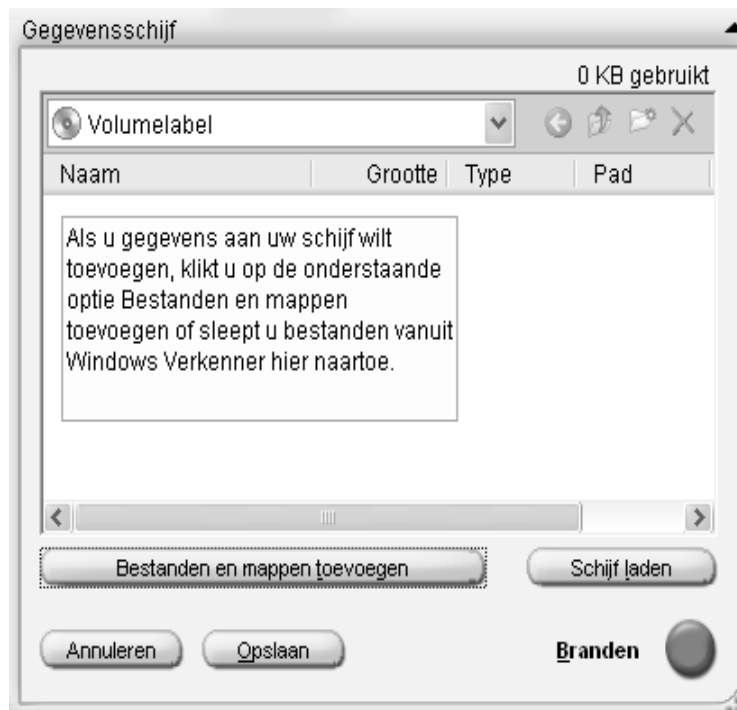 Gegevensschijf
0 KB gebruikt
Volumelabel
Naam Grootte Type Pad
Als u gegevens aan uw schijf wilt
toevoegen, klikt u op de onderstaande
optie Bestanden en mappen
toevoegen of sleept u bestanden vanuit
Windows Verkenner hier naartoe.
Bestanden en mappen toevoegen Schijf laden
Annuleren Opslaan Branden